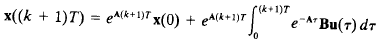 x((k + 1)T) = e^{A(k+1)T} x(0) + e^{A(k+1)T} ∫_0^{(k+1)T} e^{-Aτ} Bu(τ) dτ